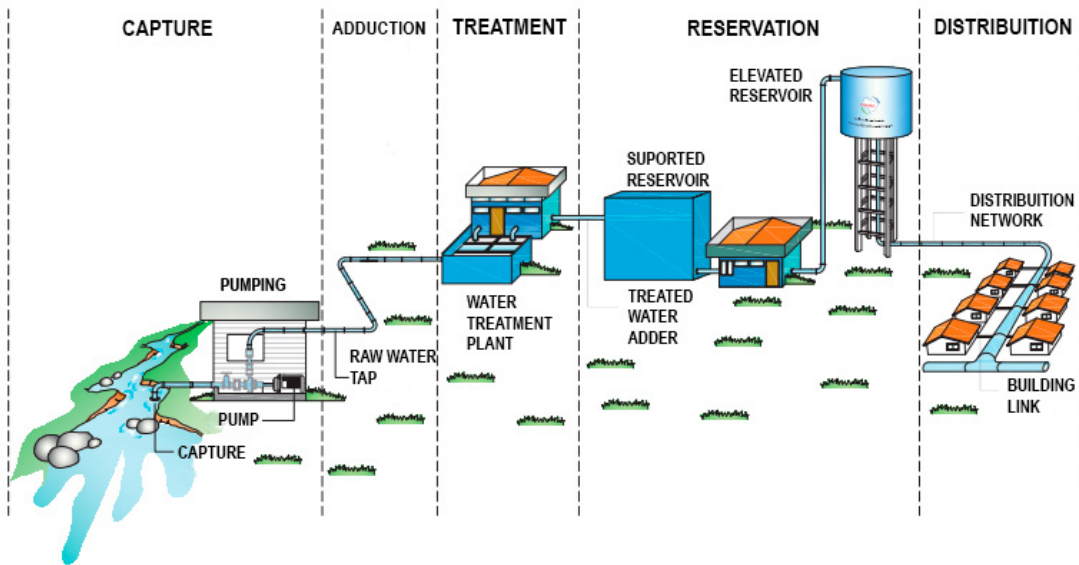 CAPTURE
ADDUCTION
TREATMENT
RESERVATION
DISTRIBUITION
ELEVATED
RESERVOIR
SUPORTED
RESERVOIR
DISTRIBUITION
NETWORK
PUMPING
WATER
TREATMENT
PLANT
TREATED
WATER
ADDER
RAW WATER
TAP
BUILDING
LINK
PUMP
CAPTURE